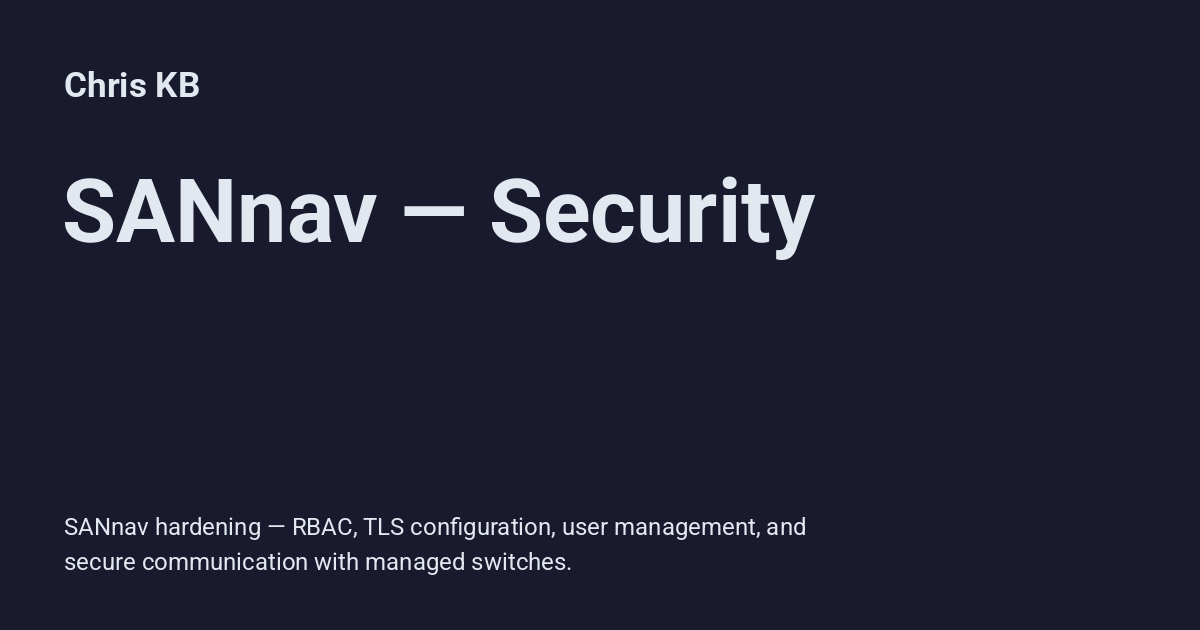 Chris KB
SANnav — Security
SANnav hardening — RBAC, TLS configuration, user management, and
secure communication with managed switches.